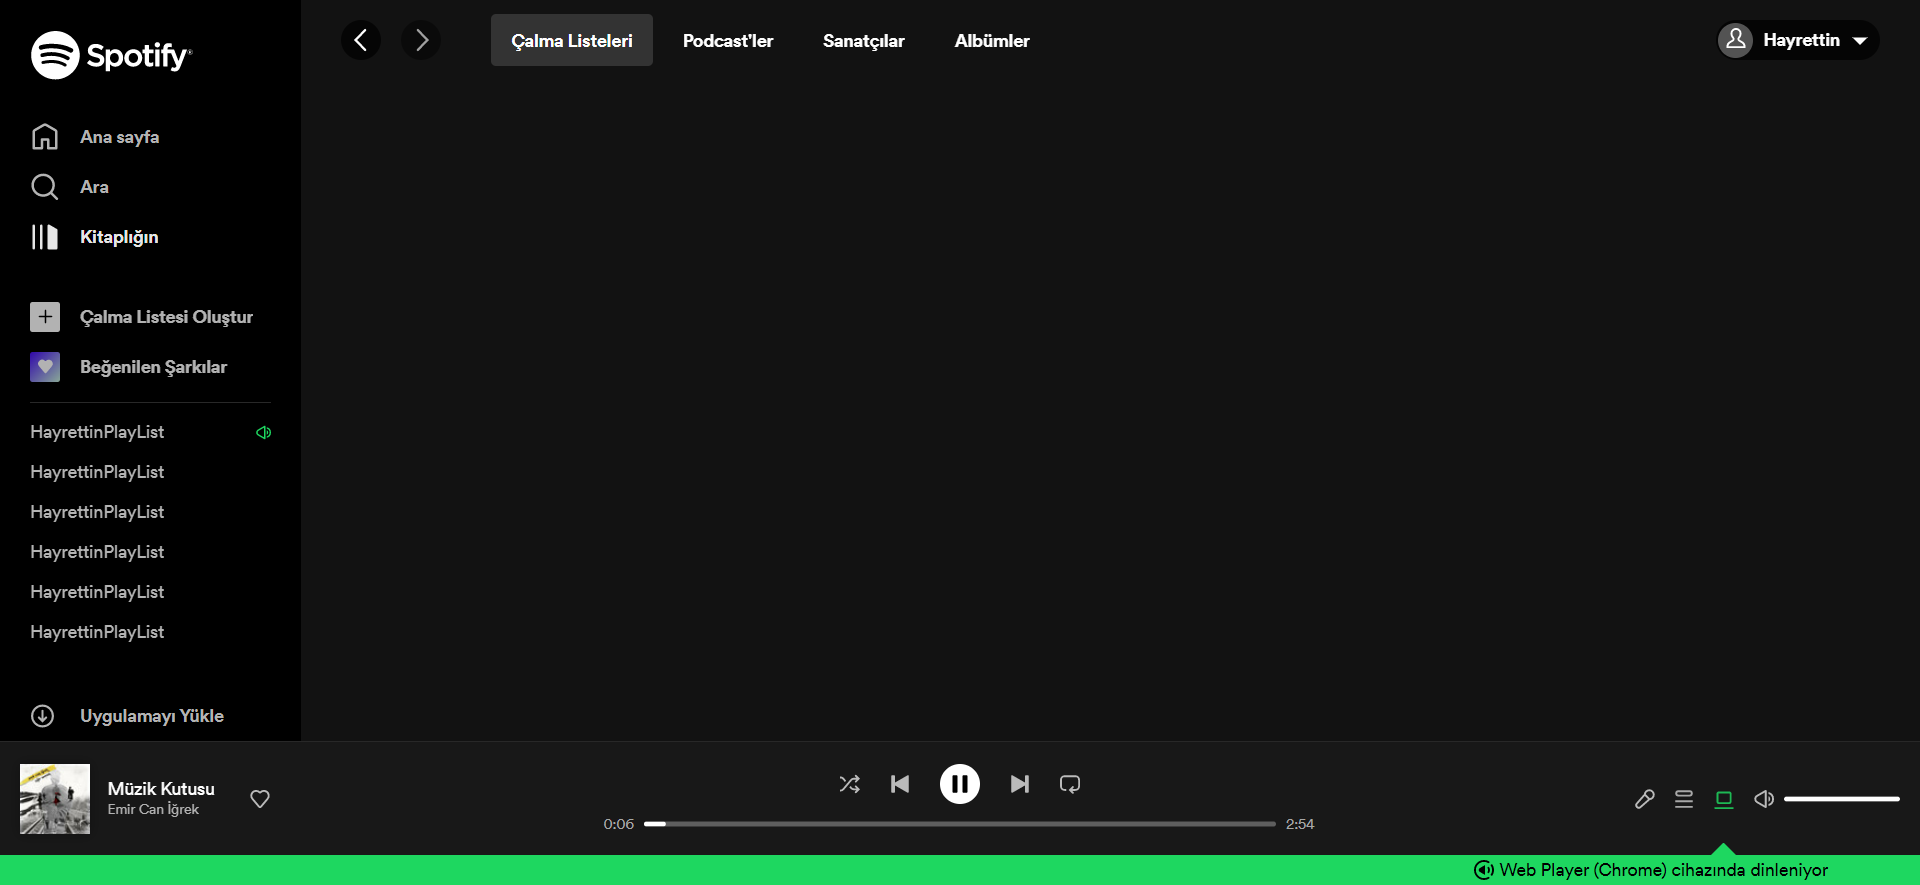 Spotify
Ana sayfa
Ara
Kitaplığın
Çalma Listesi Oluştur
Beğenilen Şarkılar
HayrettinPlayList
HayrettinPlayList
HayrettinPlayList
HayrettinPlayList
HayrettinPlayList
HayrettinPlayList
Uygulamayı Yükle
Çalma Listeleri
Podcast'ler
Sanatçılar
Albümler
Hayrettin
Müzik Kutusu
Emir Can İğrek
0:06
2:54
Web Player (Chrome) cihazında dinleniyor